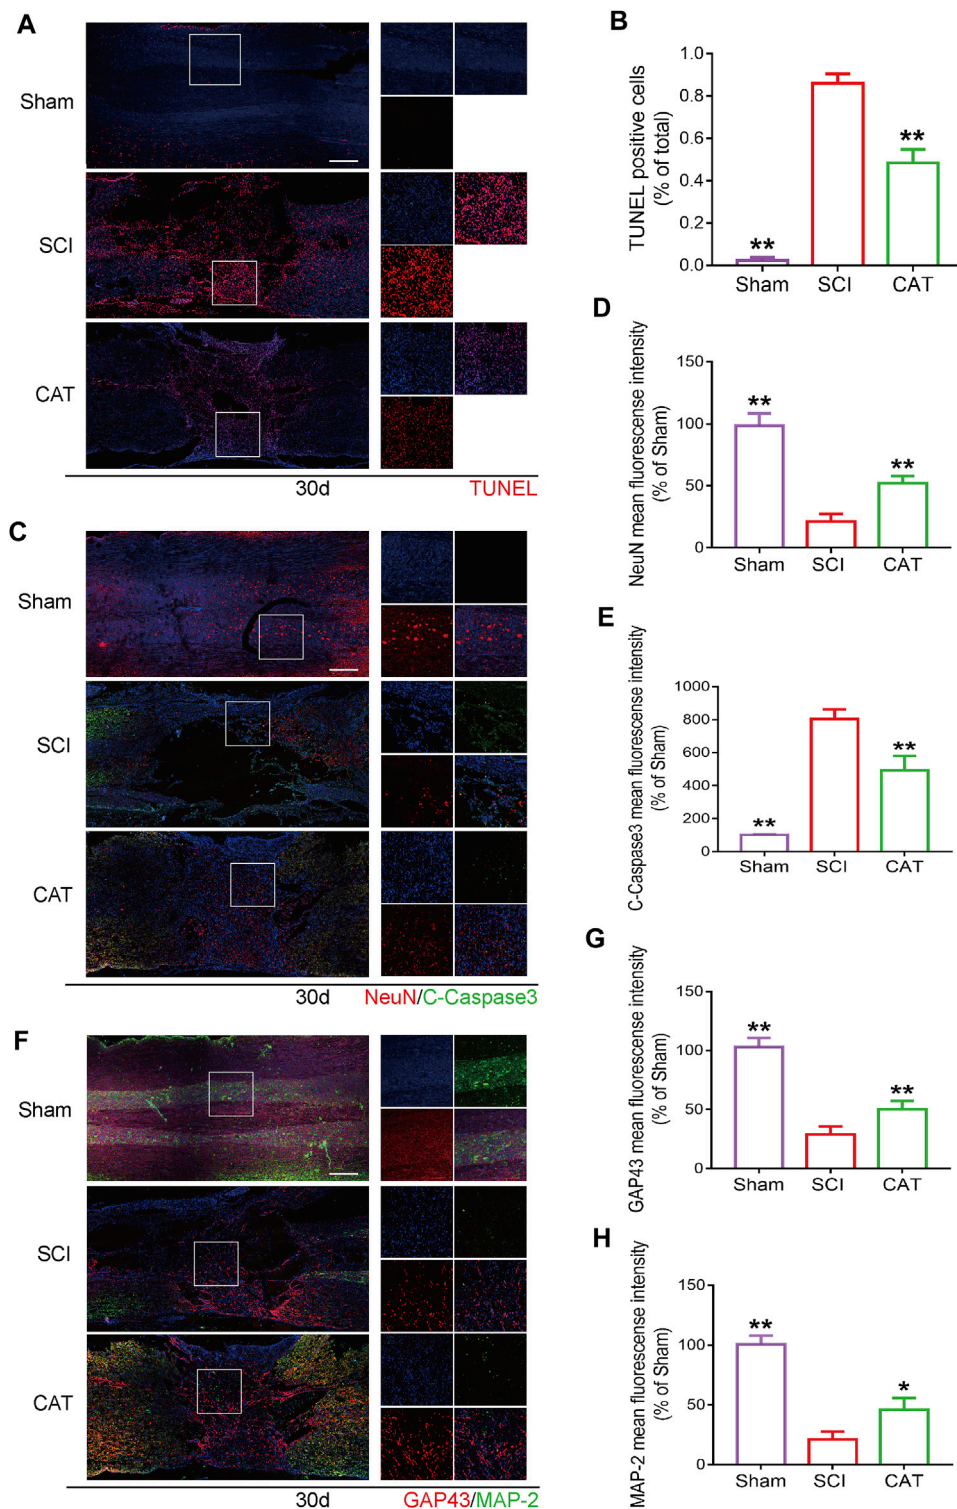 A
Sham
SCI
CAT
30d
TUNEL
B
TUNEL positive cells
(% of total)
1.0
0.8
0.6
0.4
0.2
0.0
**
**
Sham
SCI
CAT
C
Sham
SCI
CAT
30d
NeuN/C-Caspase3
D
NeuN mean fluorescense intensity
(% of Sham)
150
100
50
0
**
**
Sham
SCI
CAT
E
C-Caspase3 mean fluorescense intensity
(% of Sham)
1000
800
600
400
200
0
**
**
Sham
SCI
CAT
F
Sham
SCI
CAT
30d
GAP43/MAP-2
G
GAP43 mean fluorescense intensity
(% of Sham)
150
100
50
0
**
**
Sham
SCI
CAT
H
MAP-2 mean fluorescense intensity
(% of Sham)
150
100
50
0
**
*
Sham
SCI
CAT